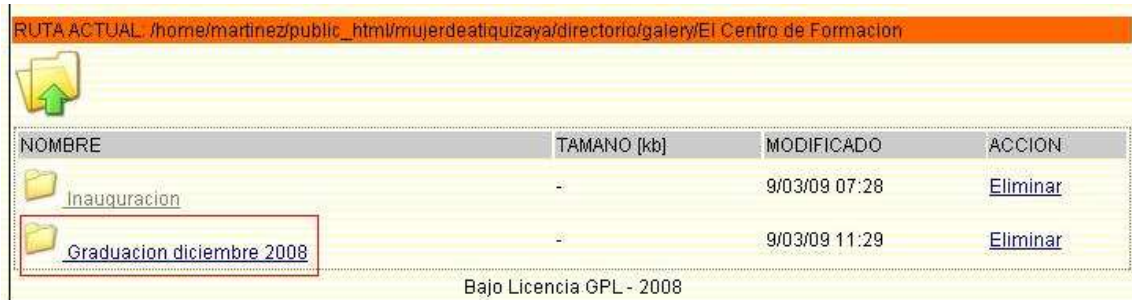 RUTA ACTUAL: /home/martinez/public_html/mujerdeatiquizaya/directorio/galery/El Centro de Formacion
NOMBRE TAMANO [kb] MODIFICADO ACCION
Inauguracion - 9/03/09 07:28 Eliminar
Graduacion diciembre 2008 - 9/03/09 11:29 Eliminar
Bajo Licencia GPL - 2008